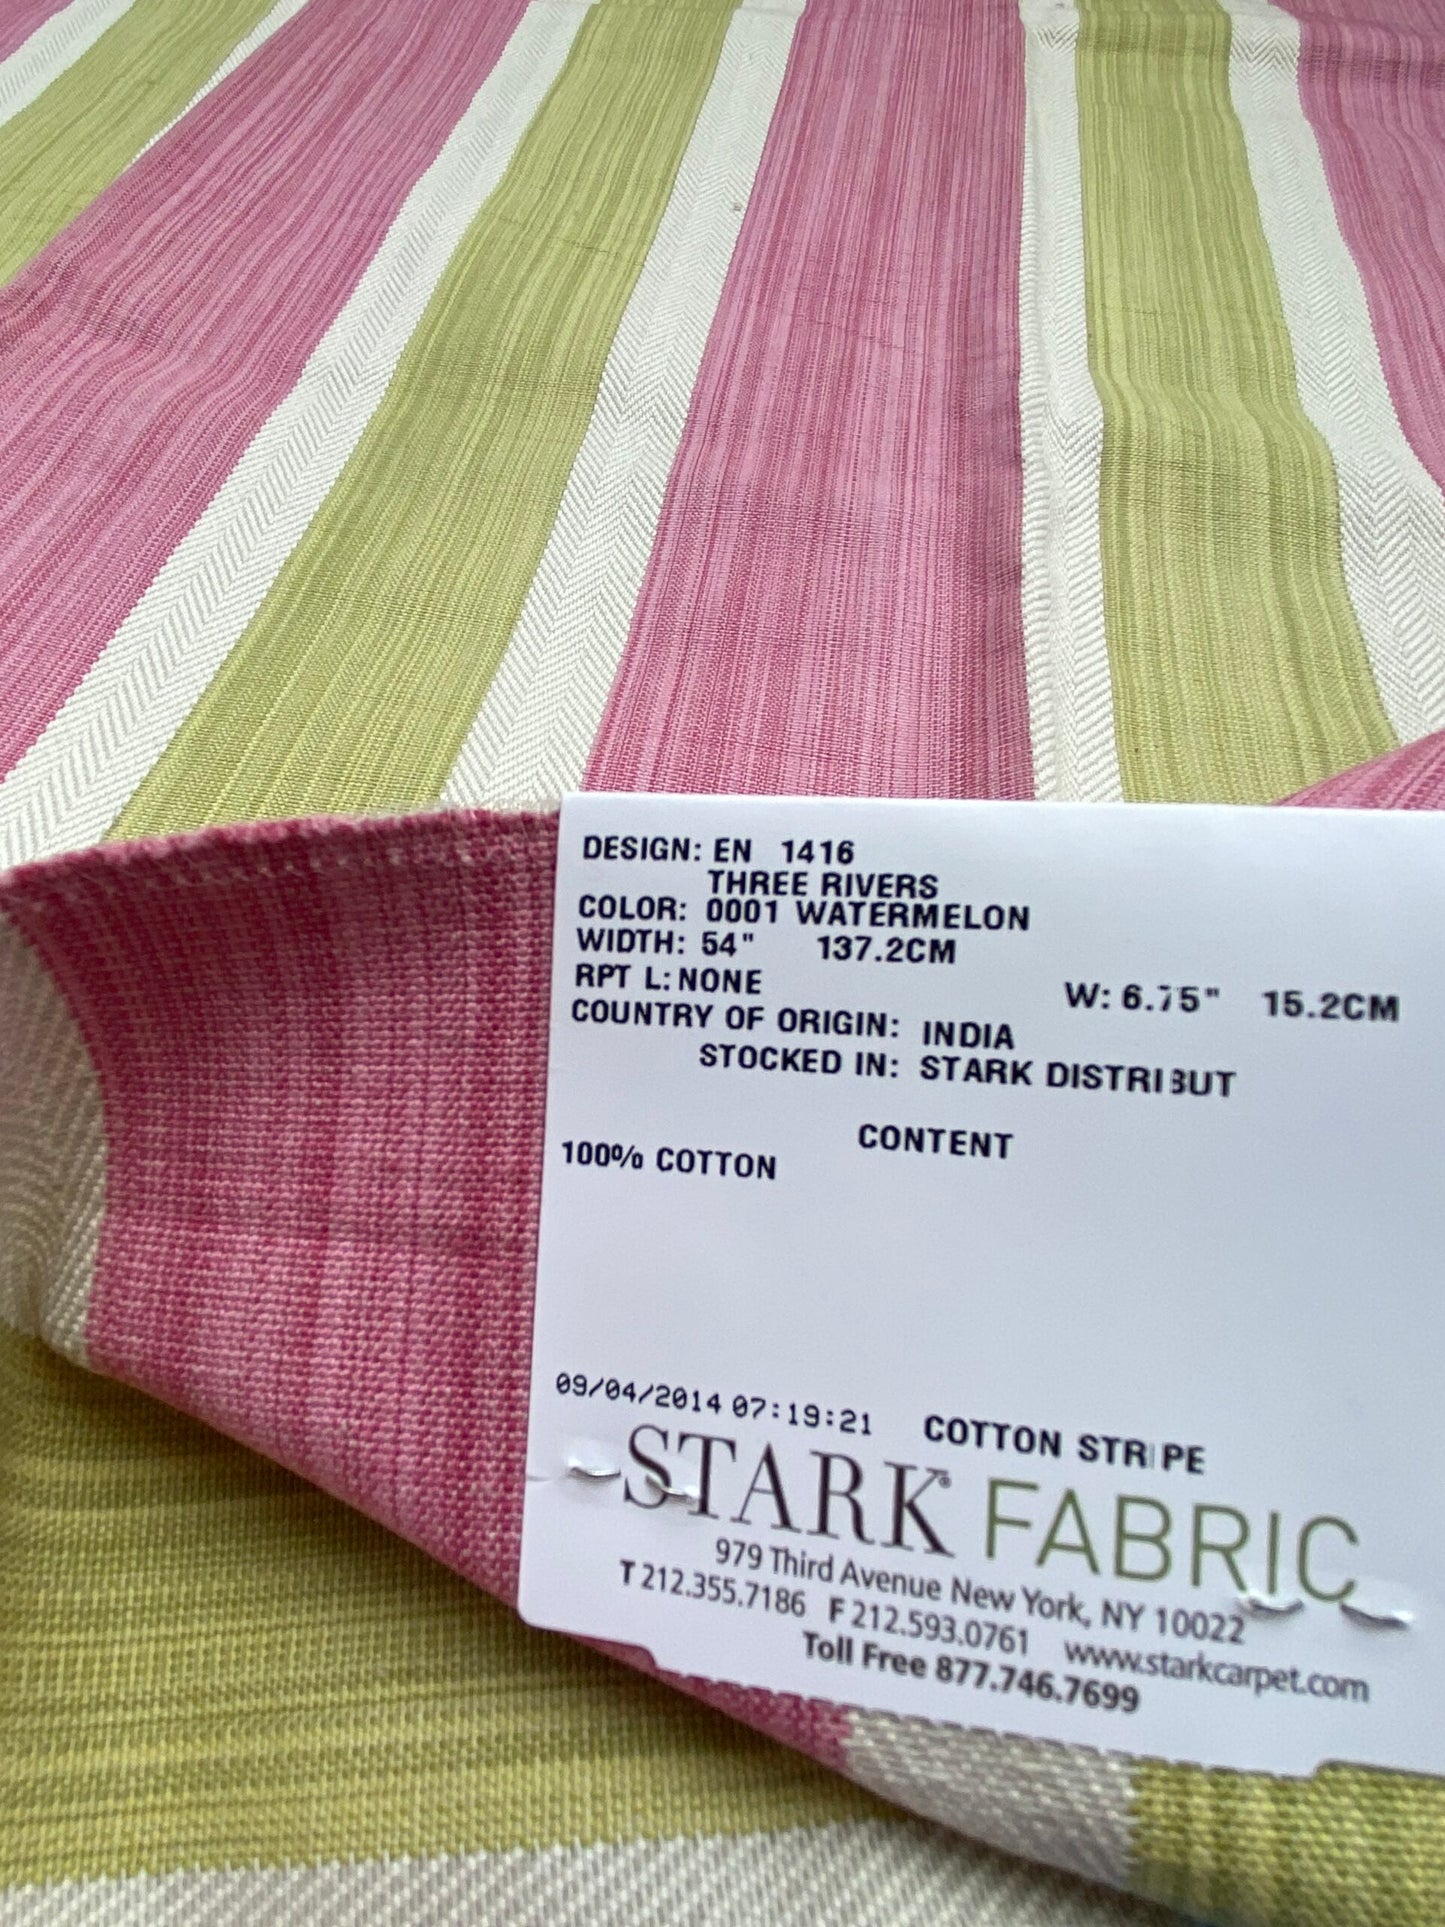 DESIGN: EN 1416
THREE RIVERS
COLOR: 0001 WATERMELON
WIDTH: 54" 137.2CM
RPT L: NONE W: 6.75" 15.2CM
COUNTRY OF ORIGIN: INDIA
STOCKED IN: STARK DISTRIBUT
CONTENT
100% COTTON
09/04/2014 07:19:21 COTTON STRIPE
STARK® FABRIC
979 Third Avenue New York, NY 10022
T 212.355.7186 F 212.593.0761 www.starkcarpet.com
Toll Free 877.746.7699